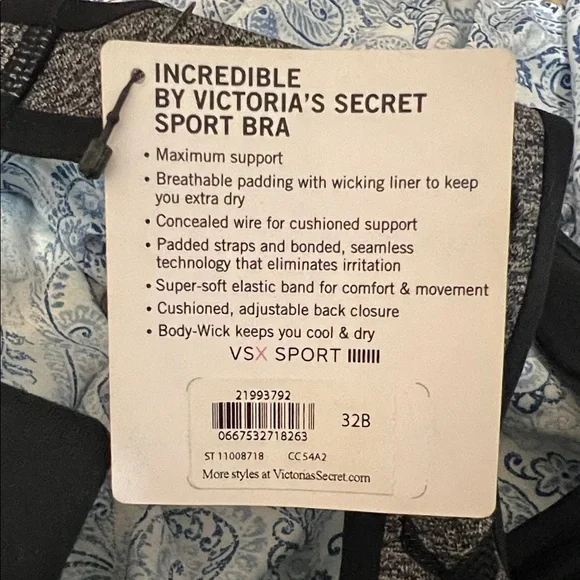 INCREDIBLE
BY VICTORIA'S SECRET
SPORT BRA
• Maximum support
• Breathable padding with wicking liner to keep
you extra dry
• Concealed wire for cushioned support
• Padded straps and bonded, seamless
technology that eliminates irritation
• Super-soft elastic band for comfort & movement
• Cushioned, adjustable back closure
• Body-Wick keeps you cool & dry
VSX SPORT
21993792
32B
0667532718263
ST 11008718 CC54A2
More styles at VictoriasSecret.com